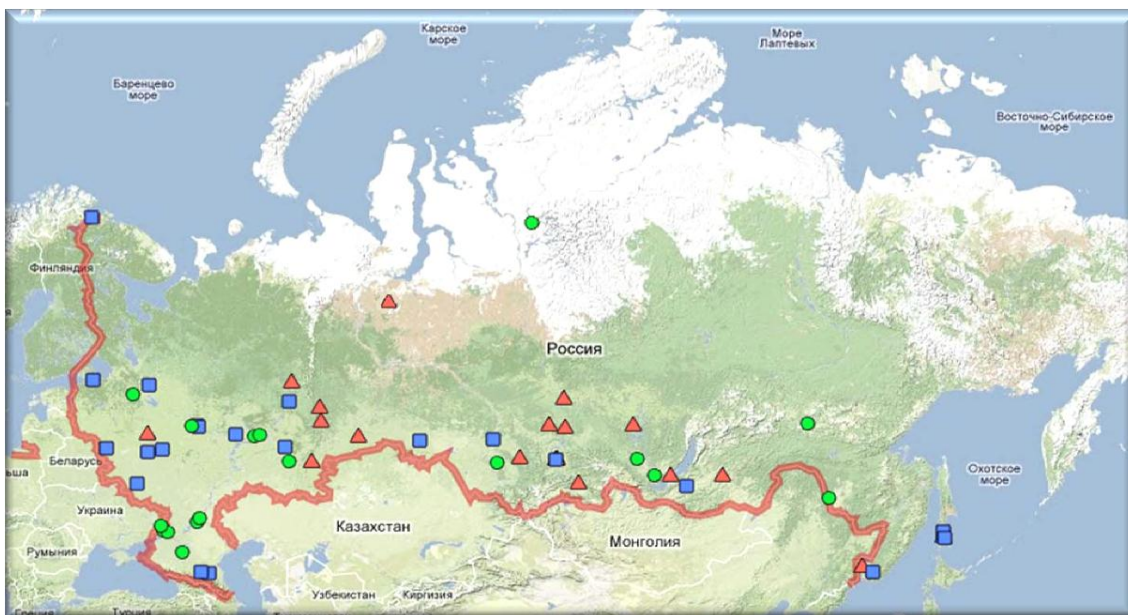 Карское
море
Море
Лаптевых
Баренцево
море
Восточно-Сибирское
море
Финляндия
Россия
Беларусь
Охотское
море
Украина
Казахстан
Монголия
Румыния
Узбекистан
Киргизия
Турция